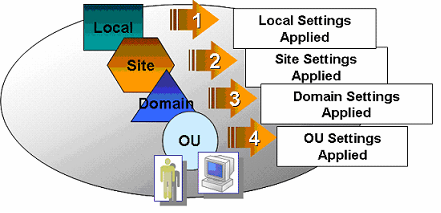 Local
1
Local Settings
Applied
Site
2
Site Settings
Applied
Domain
3
Domain Settings
Applied
OU
4
OU Settings
Applied